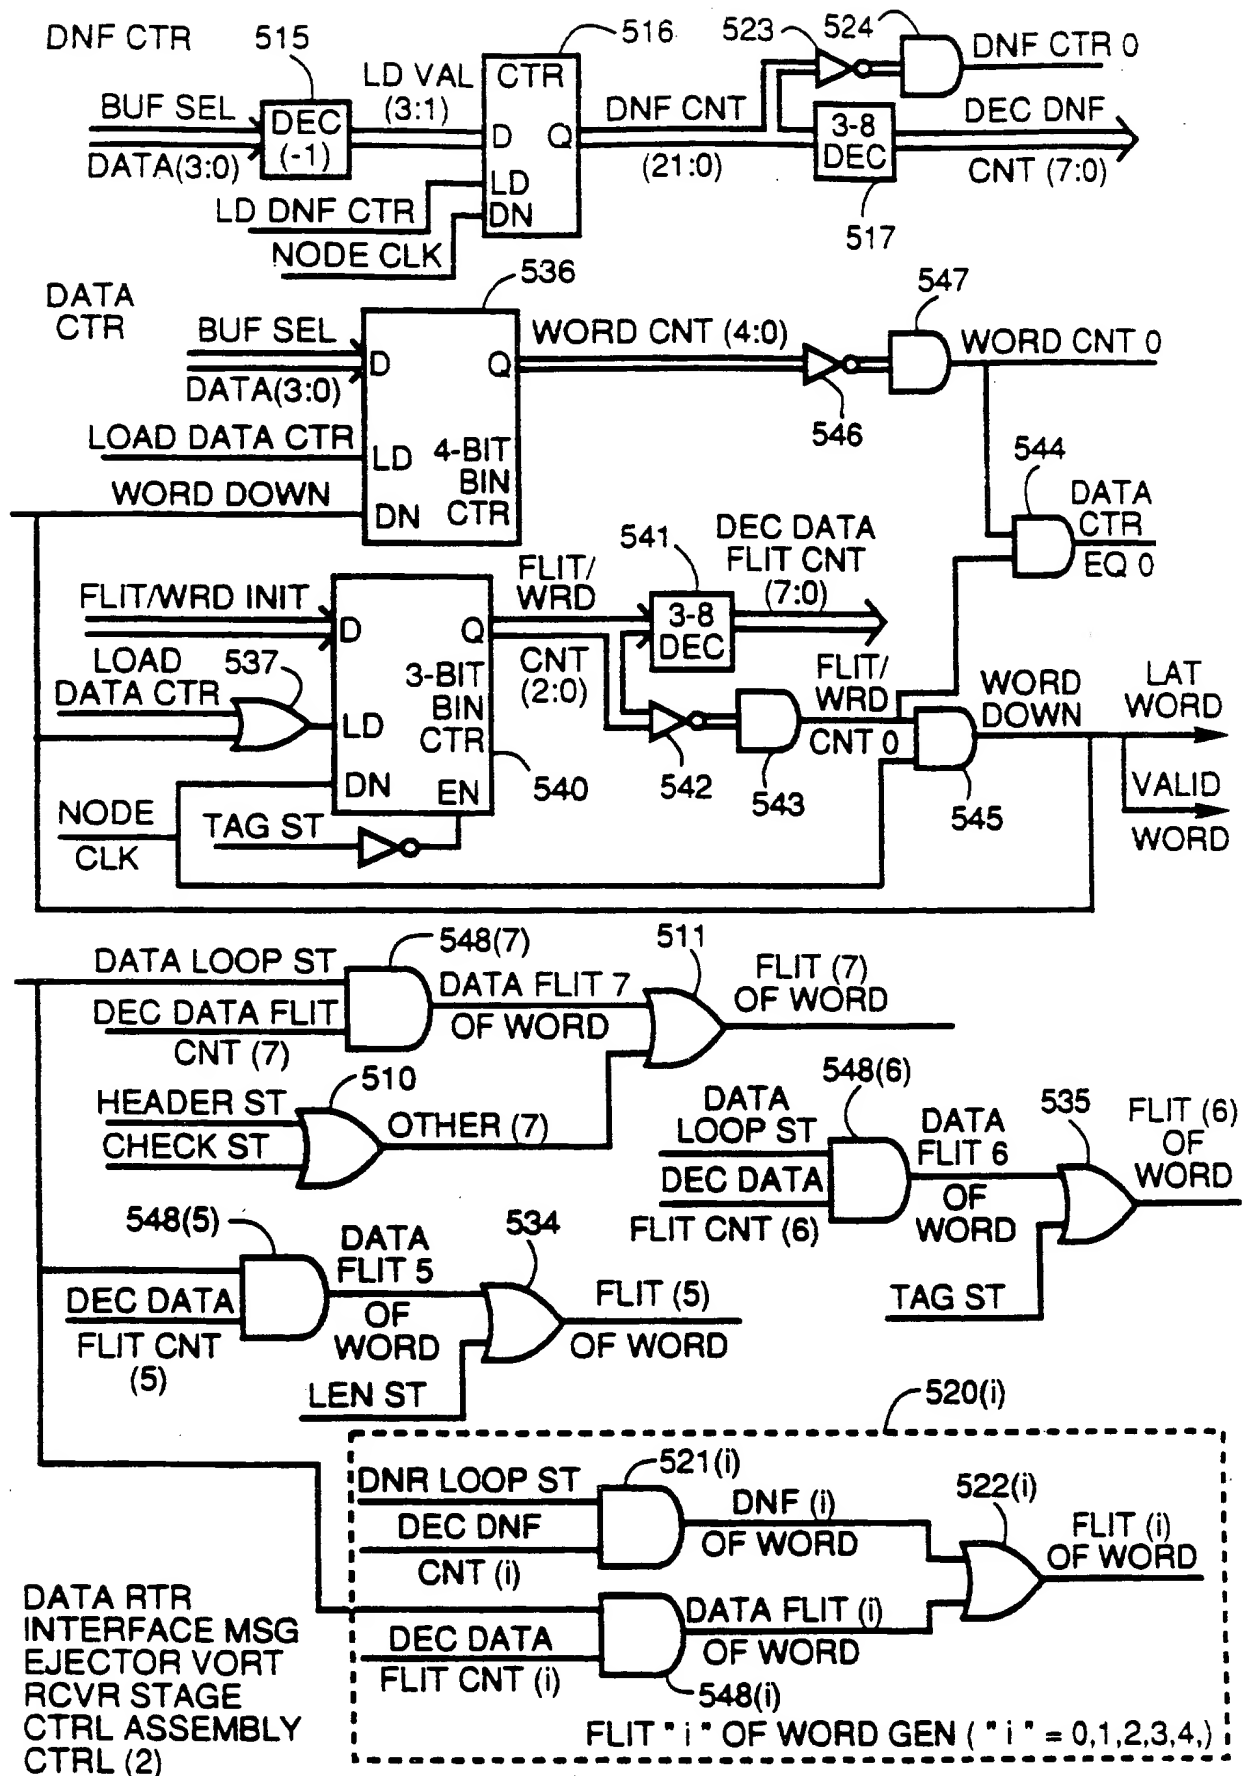 DNF CTR
515
516
523
524
DNF CTR 0
BUF SEL
DATA(3:0)
DEC
(-1)
LD VAL
(3:1)
CTR
D
Q
LD
DN
DNF CNT
(21:0)
3-8
DEC
517
DEC DNF
CNT (7:0)
LD DNF CTR
NODE CLK
DATA
CTR
536
547
BUF SEL
DATA(3:0)
D
Q
WORD CNT (4:0)
546
WORD CNT 0
LOAD DATA CTR
LD
4-BIT
BIN
CTR
WORD DOWN
DN
544
DATA
CTR
EQ 0
541
DEC DATA
FLIT CNT
(7:0)
FLIT/WRD INIT
D
Q
FLIT/
WRD
CNT
(2:0)
3-8
DEC
LOAD
DATA CTR
537
LD
3-BIT
BIN
CTR
DN
EN
540
542
543
FLIT/
WRD
CNT 0
545
WORD
DOWN
LAT
WORD
VALID
WORD
NODE
CLK
TAG ST
548(7)
511
DATA LOOP ST
DEC DATA FLIT
CNT (7)
DATA FLIT 7
OF WORD
FLIT (7)
OF WORD
HEADER ST
CHECK ST
510
OTHER (7)
548(6)
535
DATA
LOOP ST
DEC DATA
FLIT CNT (6)
DATA
FLIT 6
OF
WORD
FLIT (6)
OF
WORD
TAG ST
548(5)
534
DEC DATA
FLIT CNT
(5)
DATA
FLIT 5
OF
WORD
FLIT (5)
OF WORD
LEN ST
520(i)
521(i)
522(i)
DNR LOOP ST
DEC DNF
CNT (i)
DNF (i)
OF WORD
FLIT (i)
OF WORD
DEC DATA
FLIT CNT (i)
DATA FLIT (i)
OF WORD
548(i)
FLIT " i " OF WORD GEN ( " i " = 0,1,2,3,4,)
DATA RTR
INTERFACE MSG
EJECTOR VORT
RCVR STAGE
CTRL ASSEMBLY
CTRL (2)